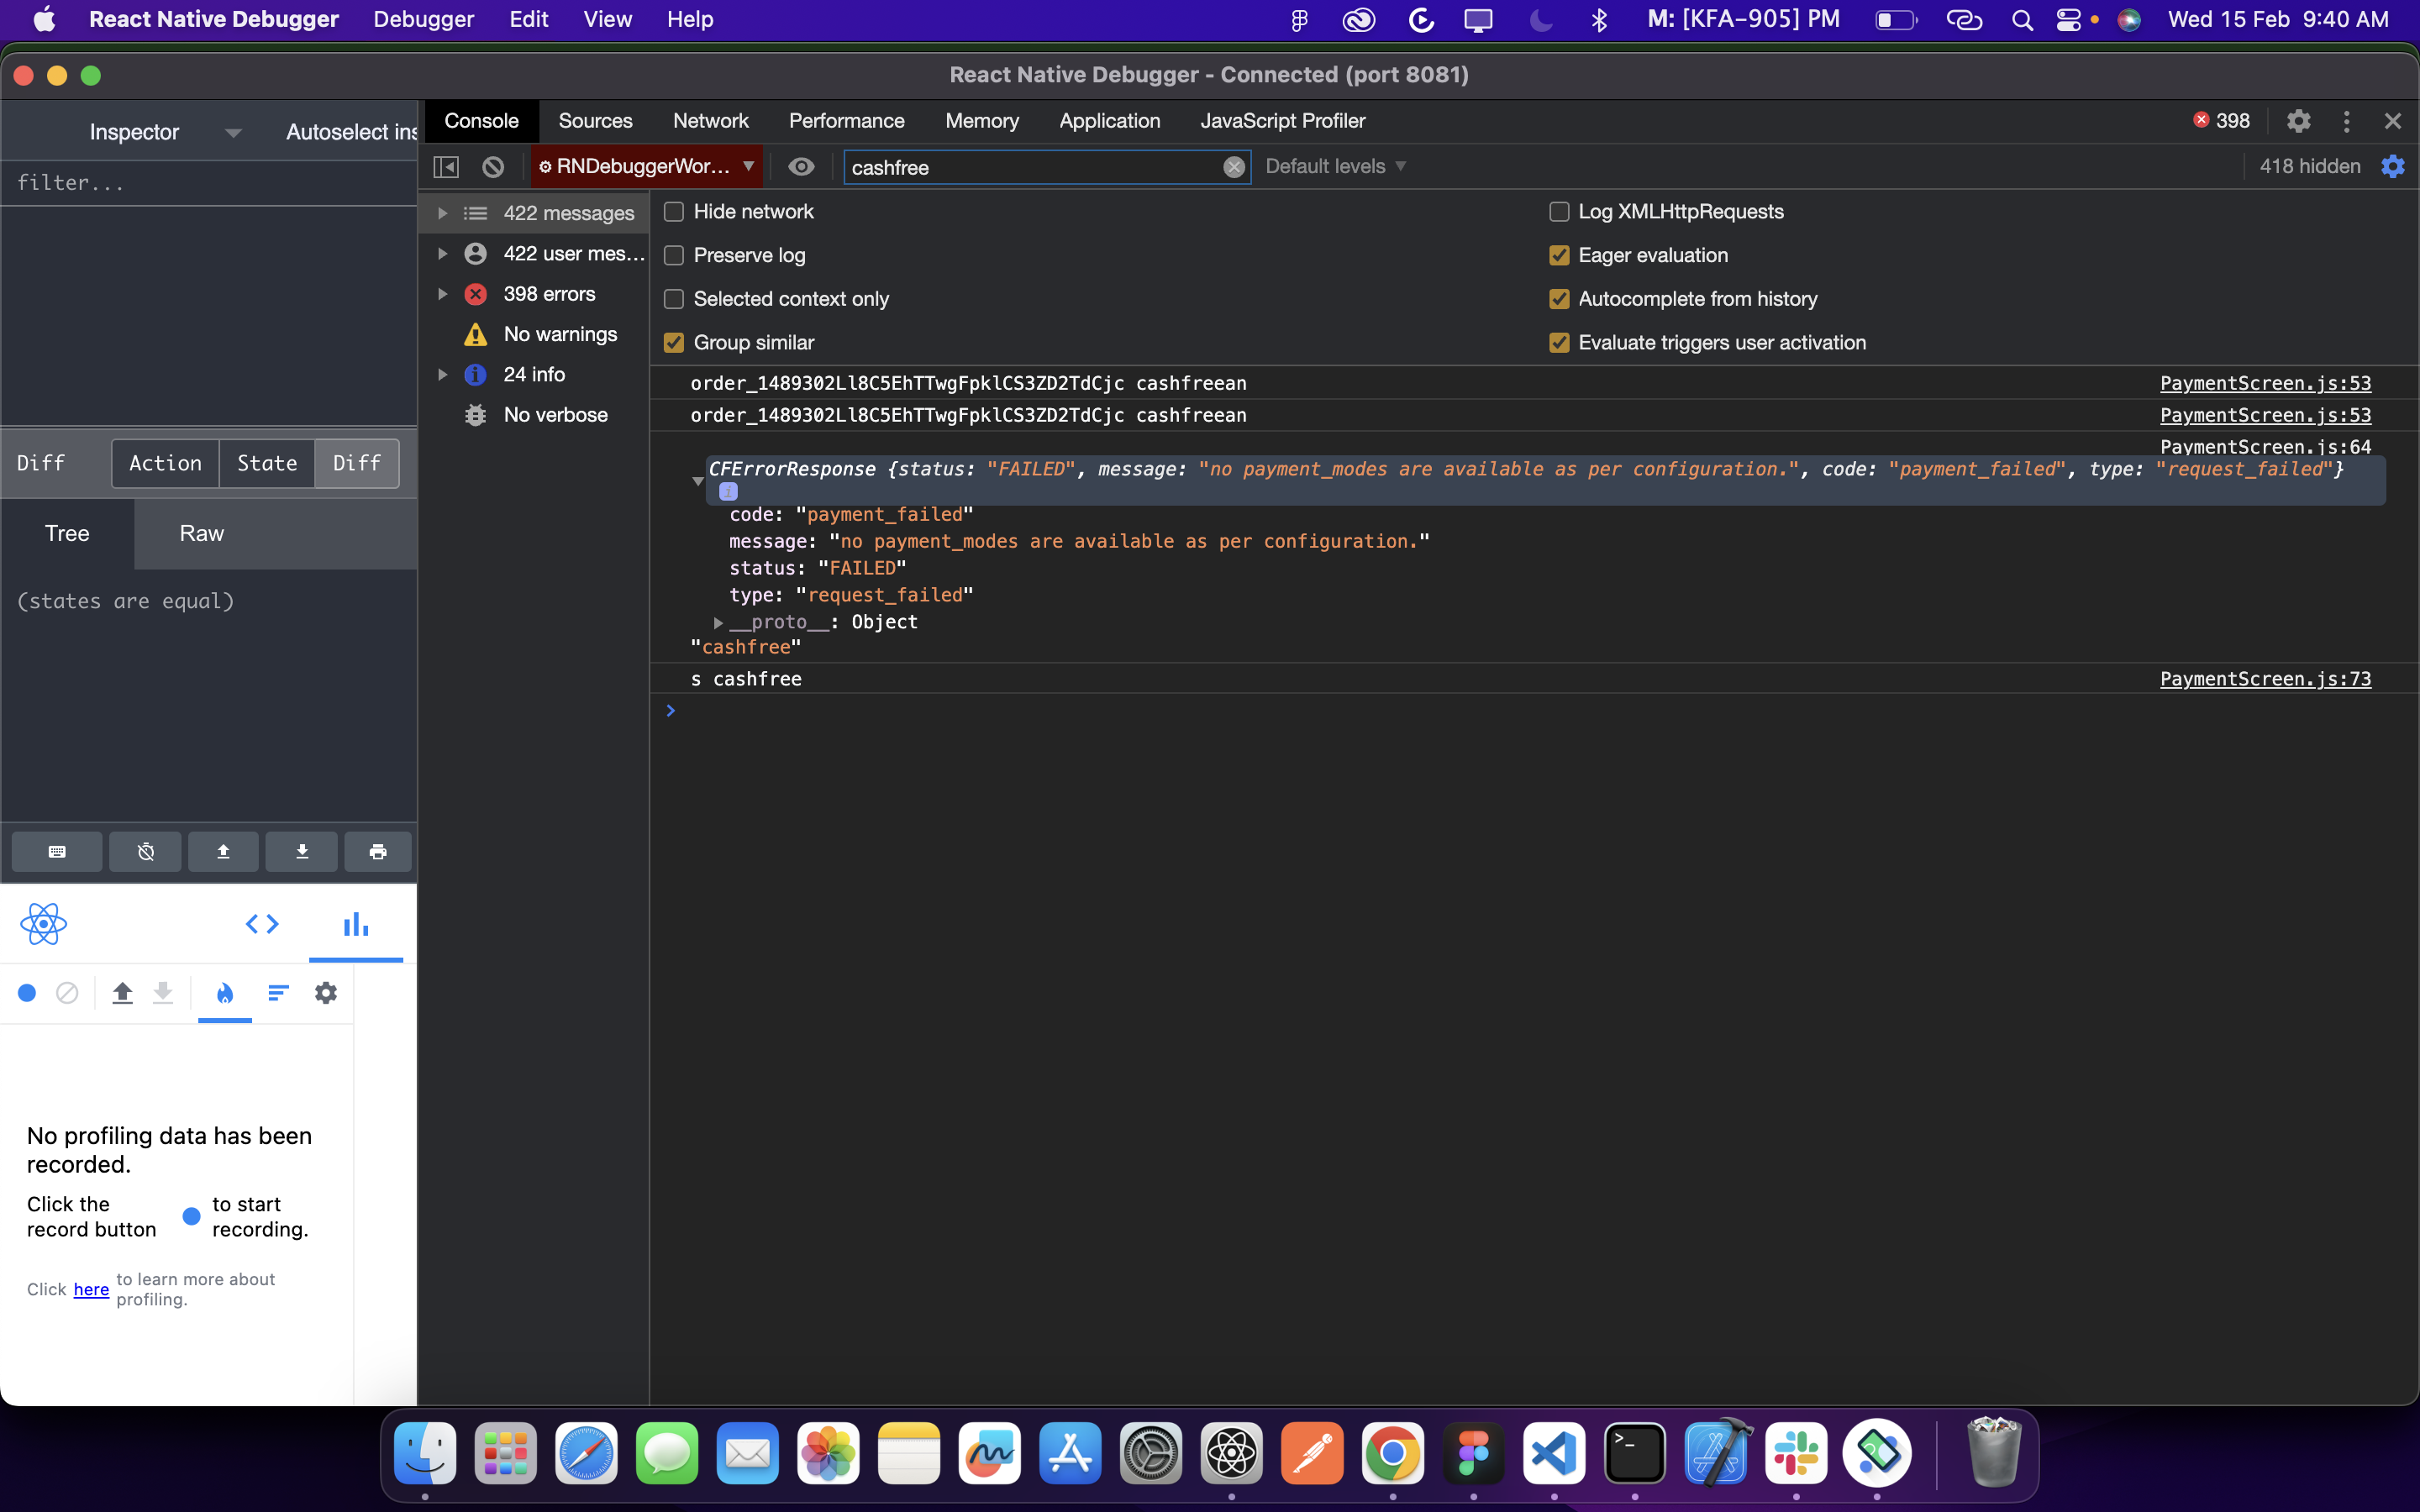 React Native Debugger Debugger Edit View Help M: [KFA-905] PM Wed 15 Feb 9:40 AM
React Native Debugger - Connected (port 8081)
Inspector Autoselect ins
Console Sources Network Performance Memory Application JavaScript Profiler 398
RNDebuggerWor... cashfree Default levels 418 hidden
filter...
422 messages
422 user mes...
398 errors
No warnings
24 info
No verbose
Hide network
Log XMLHttpRequests
Preserve log
Eager evaluation
Selected context only
Autocomplete from history
Group similar
Evaluate triggers user activation
order_1489302Ll8C5EhTTwgFpklCS3ZD2TdCjc cashfreean PaymentScreen.js:53
order_1489302Ll8C5EhTTwgFpklCS3ZD2TdCjc cashfreean PaymentScreen.js:53
PaymentScreen.js:64
CFErrorResponse {status: "FAILED", message: "no payment_modes are available as per configuration.", code: "payment_failed", type: "request_failed"}
i
code: "payment_failed"
message: "no payment_modes are available as per configuration."
status: "FAILED"
type: "request_failed"
__proto__: Object
"cashfree"
s cashfree PaymentScreen.js:73
Diff Action State Diff
Tree Raw
(states are equal)
No profiling data has been
recorded.
Click the
record button
to start
recording.
Click here to learn more about
profiling.